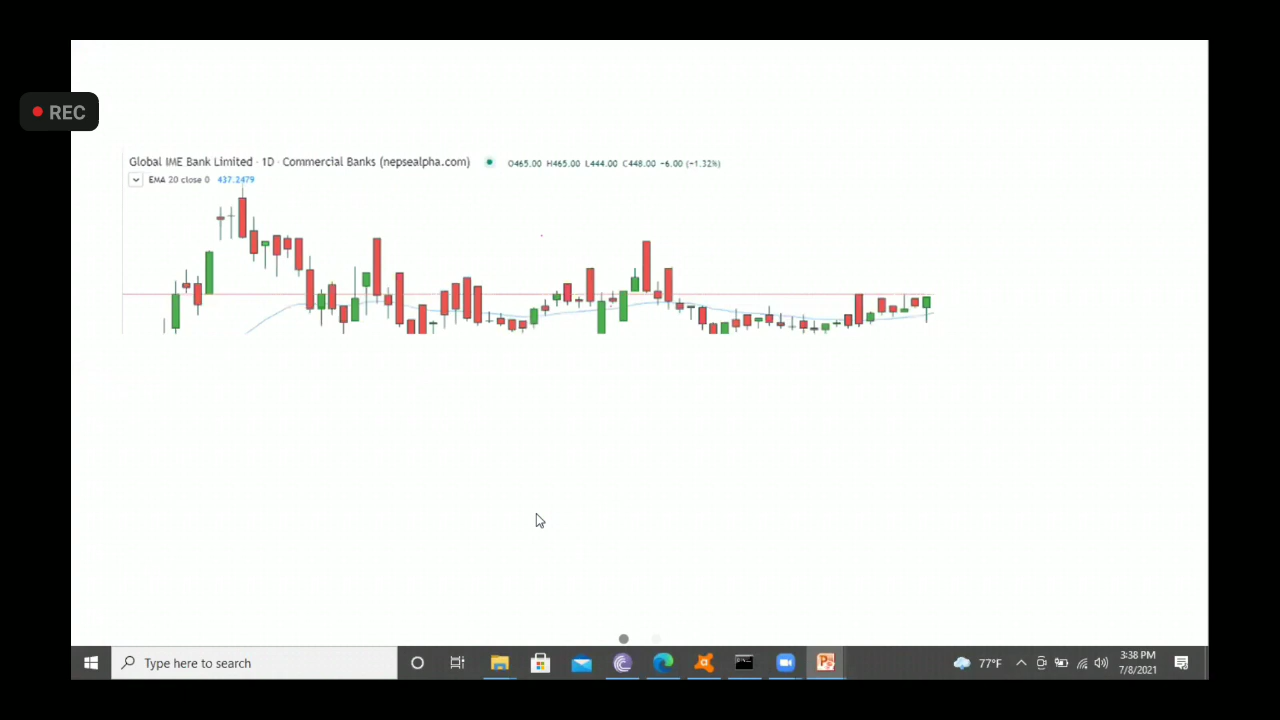 REC
Global IME Bank Limited · 1D · Commercial Banks (nepsealpha.com) O465.00 H465.00 L444.00 C448.00 −6.00 (−1.32%)
EMA 20 close 0 437.2479
Type here to search
77°F
3:38 PM
7/8/2021